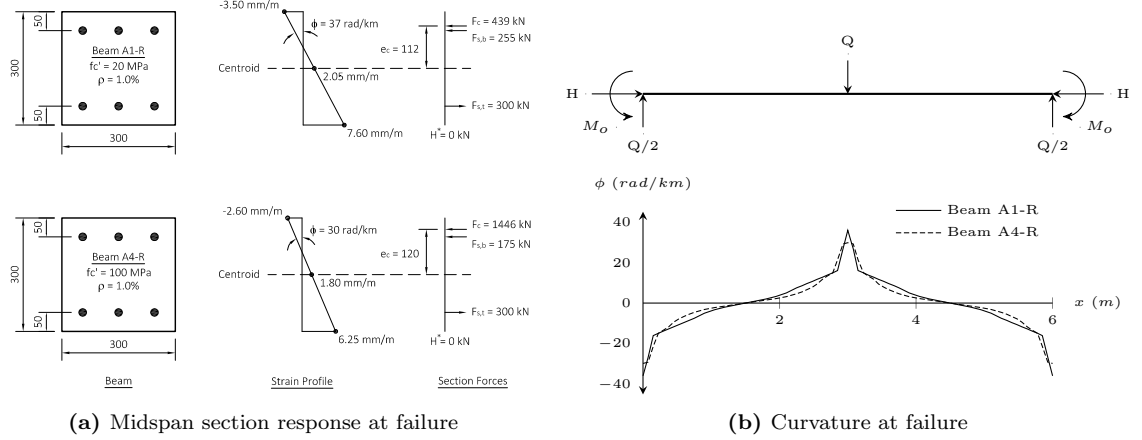 50
300
50
Beam A1-R
fc' = 20 MPa
ρ = 1.0%
300
-3.50 mm/m
ϕ = 37 rad/km
Centroid
2.05 mm/m
7.60 mm/m
Fc = 439 kN
Fs,b = 255 kN
ec = 112
Fs,t = 300 kN
H* = 0 kN
50
300
50
Beam A4-R
fc' = 100 MPa
ρ = 1.0%
300
-2.60 mm/m
ϕ = 30 rad/km
Centroid
1.80 mm/m
6.25 mm/m
Fc = 1446 kN
Fs,b = 175 kN
ec = 120
Fs,t = 300 kN
H* = 0 kN
Beam
Strain Profile
Section Forces
(a) Midspan section response at failure
Q
H
H
Mo
Mo
Q/2
Q/2
ϕ (rad/km)
Beam A1-R
Beam A4-R
40
20
0
−20
−40
2
4
6
x (m)
(b) Curvature at failure